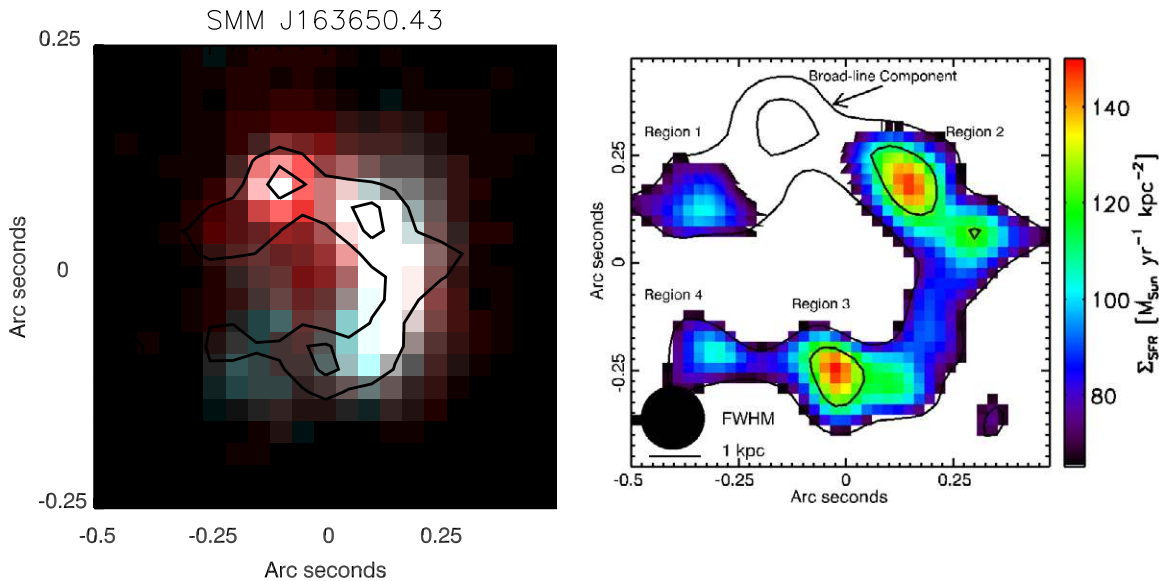 SMM J163650.43
0.25
0
-0.25
Arc seconds
-0.5
-0.25
0
0.25
Arc seconds
Broad-line Component
Region 1
Region 2
Region 4
Region 3
FWHM
1 kpc
0.25
0
-0.25
Arc seconds
-0.5
-0.25
0
0.25
Arc seconds
140
120
100
80
ΣSFR [MSun yr⁻¹ kpc⁻²]